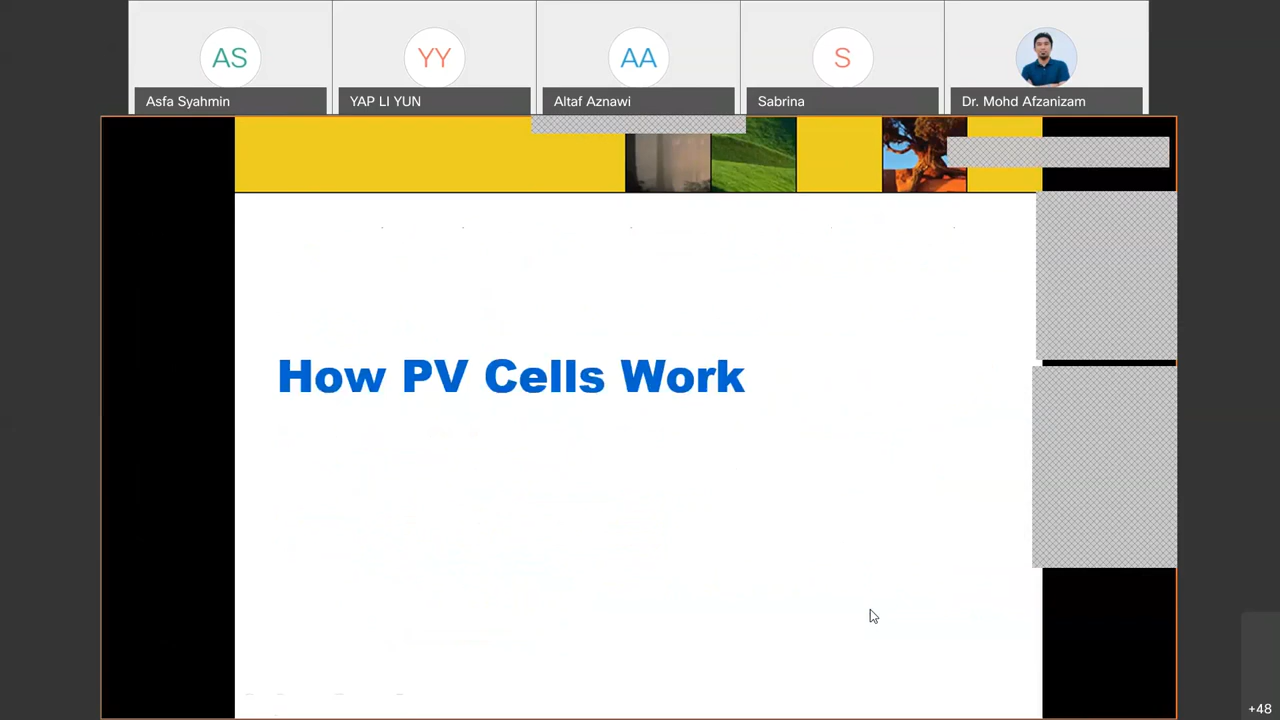 AS
YY
AA
S
Asfa Syahmin
YAP LI YUN
Altaf Aznawi
Sabrina
Dr. Mohd Afzanizam
How PV Cells Work
+48